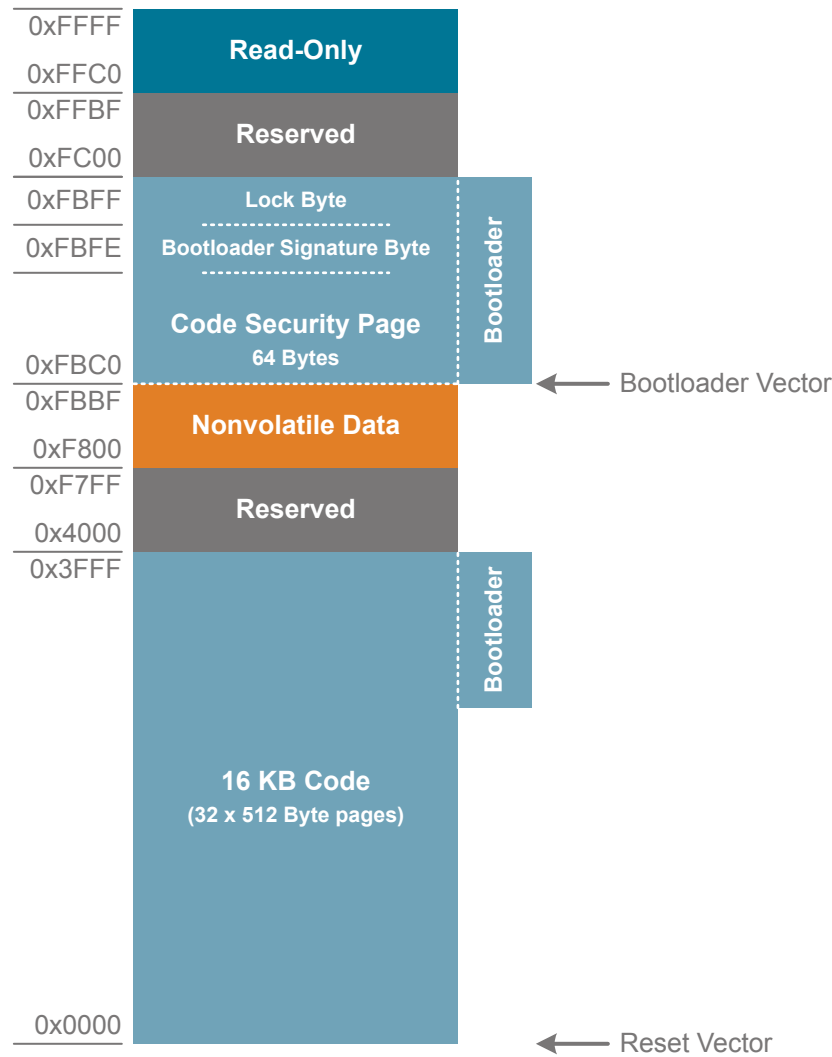 0xFFFF
Read-Only
0xFFC0
0xFFBF
Reserved
0xFC00
0xFBFF
Lock Byte
0xFBFE
Bootloader Signature Byte
Bootloader
Code Security Page
64 Bytes
0xFBC0
Bootloader Vector
0xFBBF
Nonvolatile Data
0xF800
0xF7FF
Reserved
0x4000
0x3FFF
Bootloader
16 KB Code
(32 x 512 Byte pages)
0x0000
Reset Vector